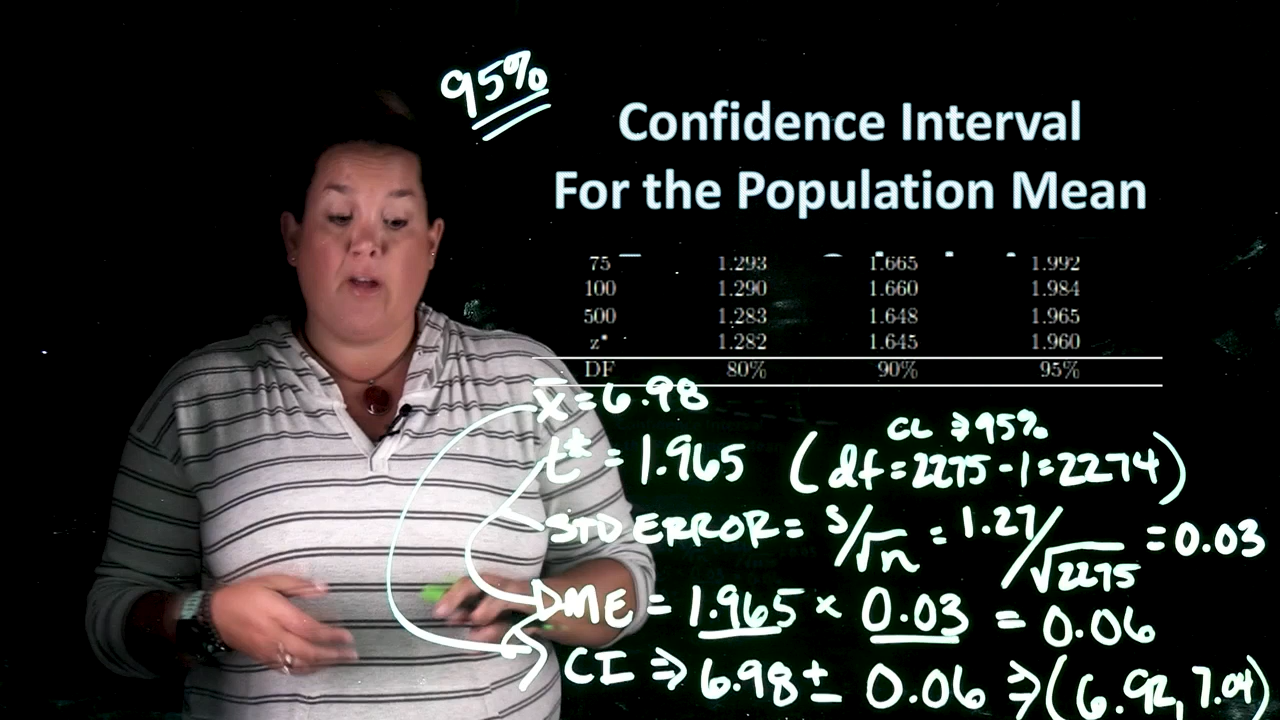 95%
Confidence Interval
For the Population Mean
75 1.293 1.665 1.992
100 1.290 1.660 1.984
500 1.283 1.648 1.965
z* 1.282 1.645 1.960
DF 80% 90% 95%
x̄ = 6.98
CL ⇒ 95%
t* = 1.965 (df = 2275 - 1 = 2274)
STD ERROR = s/√n = 1.27/√2275 = 0.03
ME = 1.965 × 0.03 = 0.06
CI ⇒ 6.98 ± 0.06 ⇒ (6.92, 7.04)